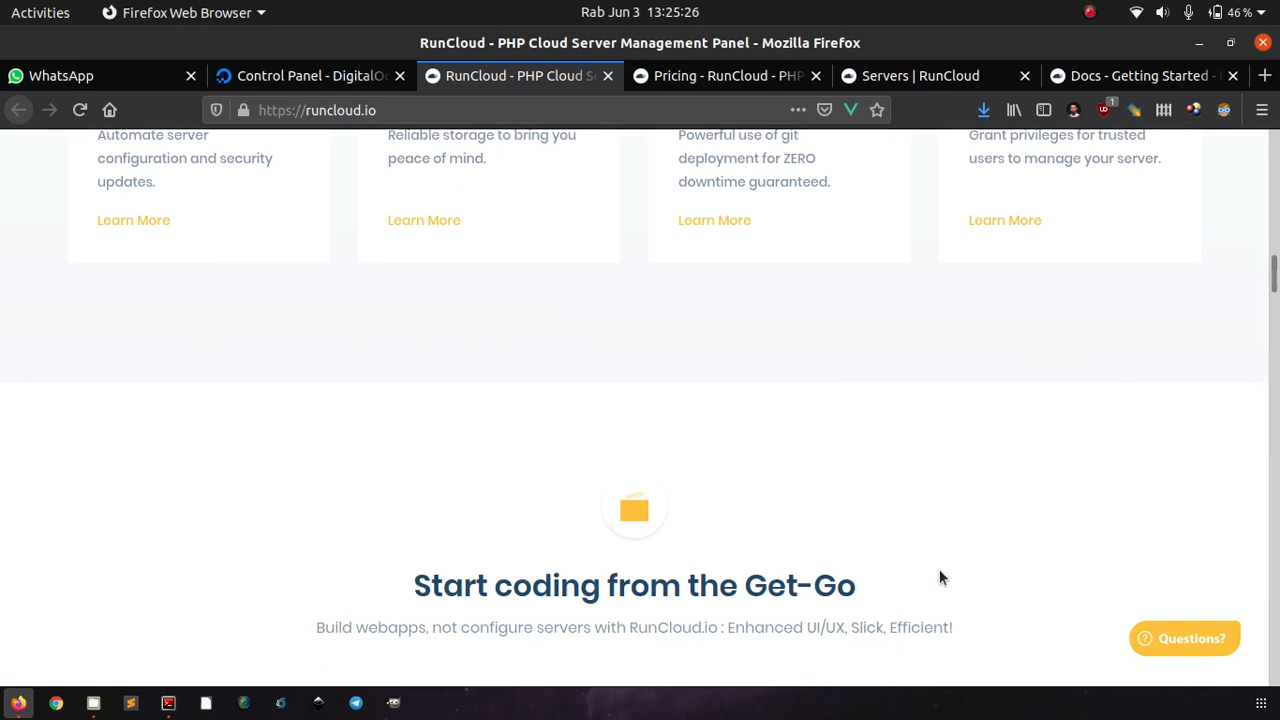 Activities Firefox Web Browser Rab Jun 3 13:25:26 46%
RunCloud - PHP Cloud Server Management Panel - Mozilla Firefox
WhatsApp Control Panel - DigitalOc RunCloud - PHP Cloud Se Pricing - RunCloud - PHP Servers | RunCloud Docs - Getting Started -
https://runcloud.io 1
Automate server
configuration and security
updates.
Learn More
Reliable storage to bring you
peace of mind.
Learn More
Powerful use of git
deployment for ZERO
downtime guaranteed.
Learn More
Grant privileges for trusted
users to manage your server.
Learn More
Start coding from the Get-Go
Build webapps, not configure servers with RunCloud.io : Enhanced UI/UX, Slick, Efficient!
Questions?